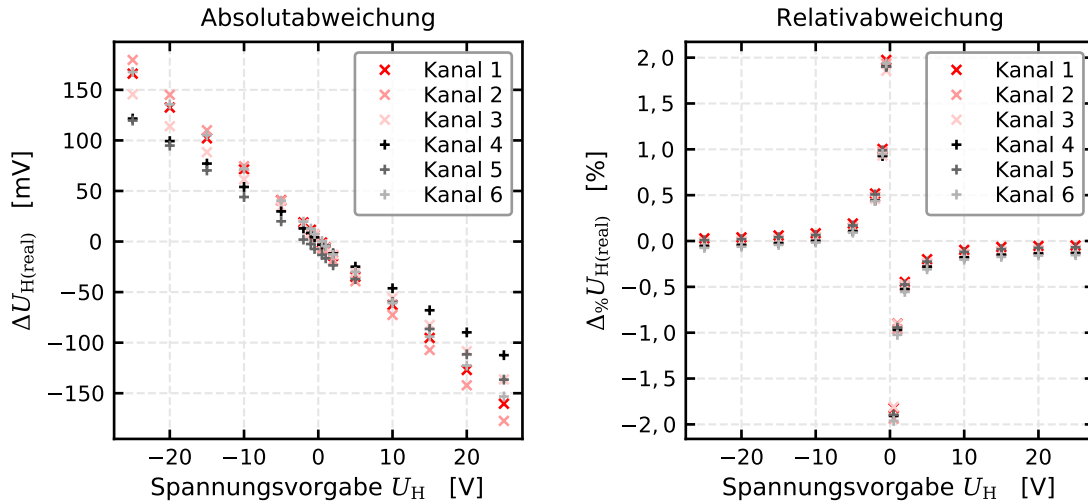 Absolutabweichung
ΔU_H(real) [mV]
150
100
50
0
−50
−100
−150
−20 −10 0 10 20
Spannungsvorgabe U_H [V]
Kanal 1
Kanal 2
Kanal 3
Kanal 4
Kanal 5
Kanal 6
Relativabweichung
Δ_%U_H(real) [%]
2,0
1,5
1,0
0,5
0,0
−0,5
−1,0
−1,5
−2,0
−20 −10 0 10 20
Spannungsvorgabe U_H [V]
Kanal 1
Kanal 2
Kanal 3
Kanal 4
Kanal 5
Kanal 6